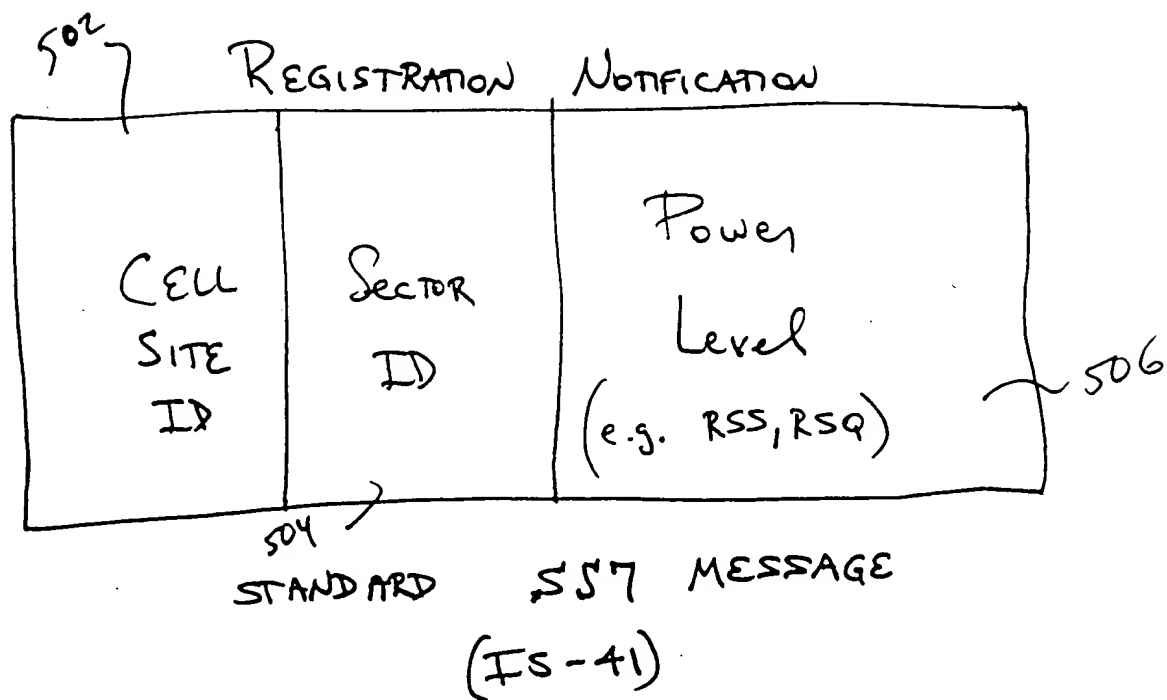 502
REGISTRATION NOTIFICATION
CELL
SITE
ID
SECTOR
ID
Power
Level
(e.g. RSS, RSQ)
506
504
STANDARD SS7 MESSAGE
(IS-41)